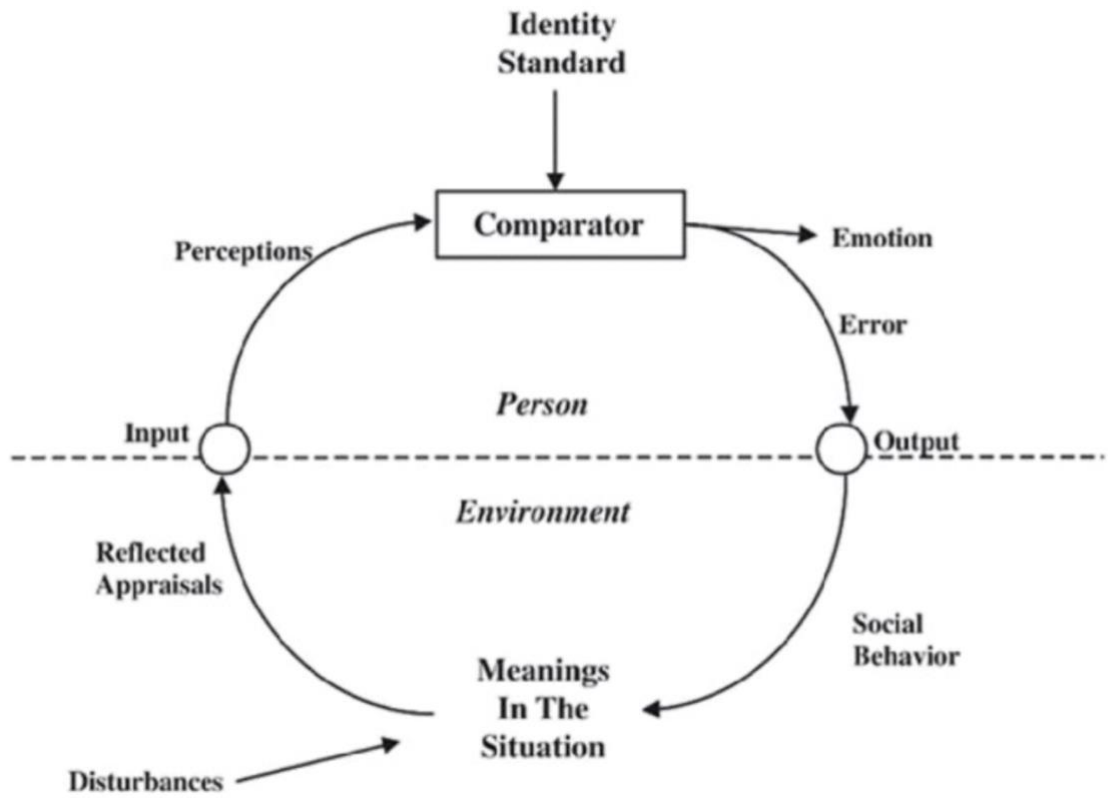 Identity
Standard
Comparator
Perceptions
Emotion
Error
Person
Input
Output
Environment
Reflected
Appraisals
Social
Behavior
Meanings
In The
Situation
Disturbances